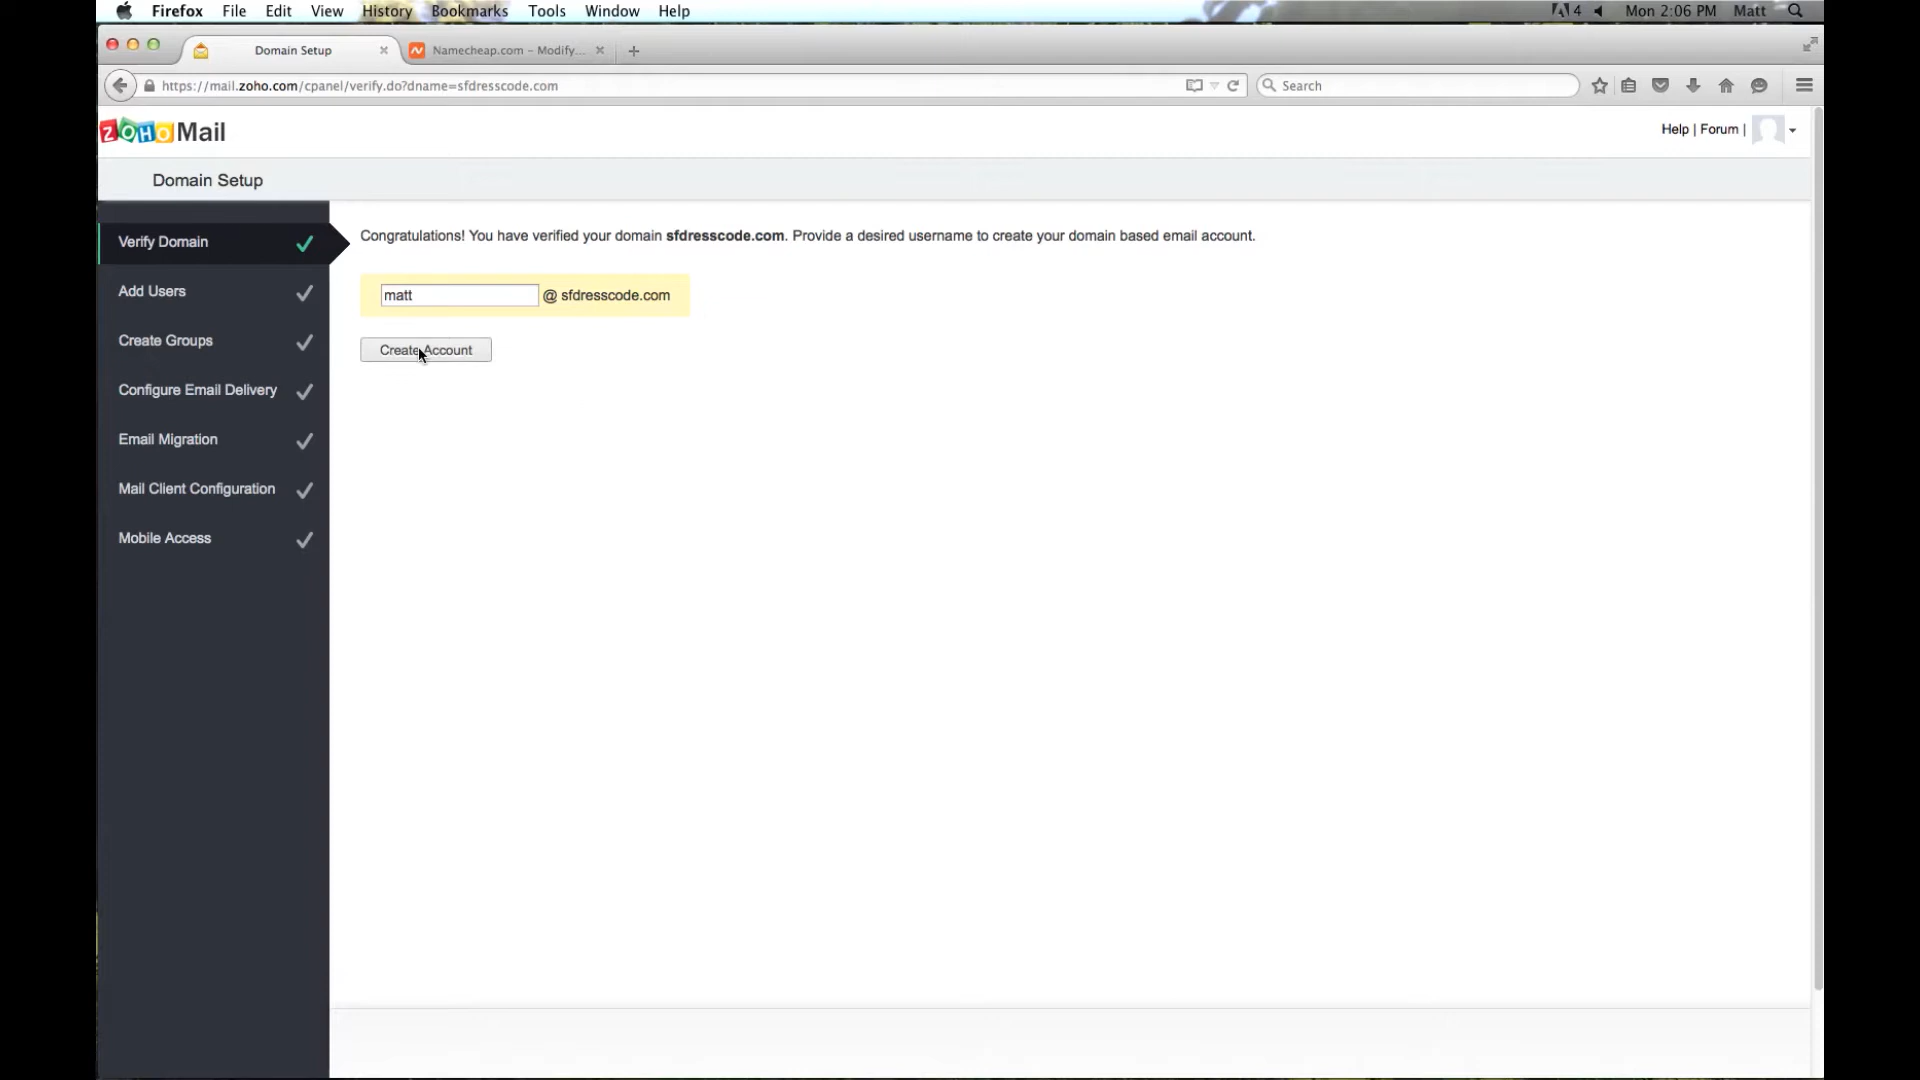 Firefox File Edit View History Bookmarks Tools Window Help 4 Mon 2:06 PM Matt
Domain Setup Namecheap.com – Modify...
https://mail.zoho.com/cpanel/verify.do?dname=sfdresscode.com Search
ZOHO Mail Help | Forum |
Domain Setup
Verify Domain
Add Users
Create Groups
Configure Email Delivery
Email Migration
Mail Client Configuration
Mobile Access
Congratulations! You have verified your domain sfdresscode.com. Provide a desired username to create your domain based email account.
matt @ sfdresscode.com
Create Account